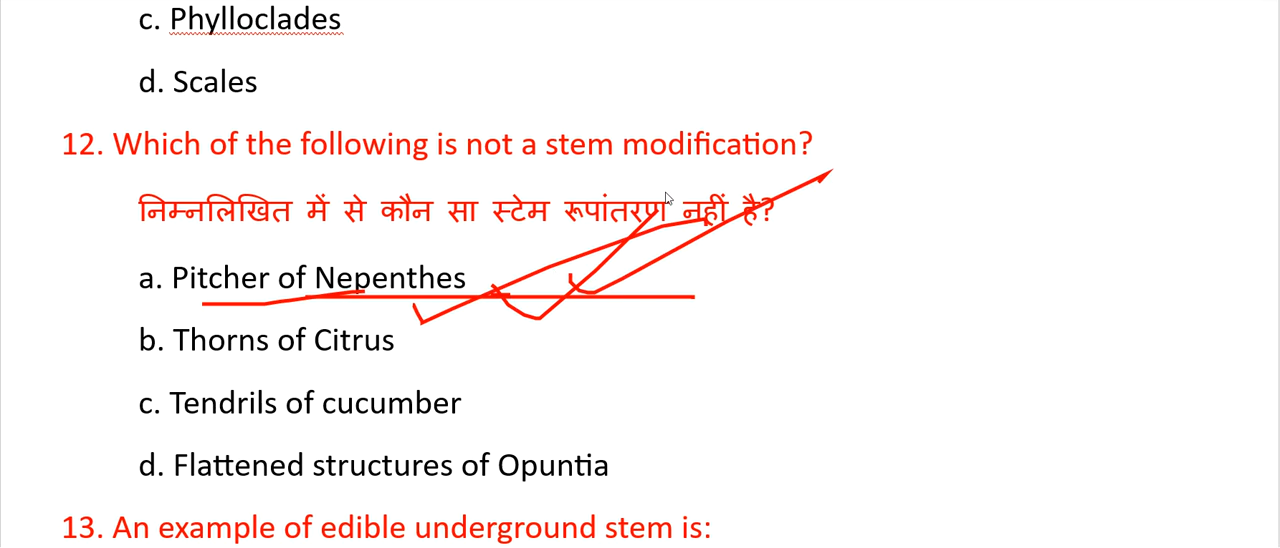 c. Phylloclades
d. Scales
12. Which of the following is not a stem modification?
निम्नलिखित में से कौन सा स्टेम रूपांतरण नहीं है?
a. Pitcher of Nepenthes
b. Thorns of Citrus
c. Tendrils of cucumber
d. Flattened structures of Opuntia
13. An example of edible underground stem is: